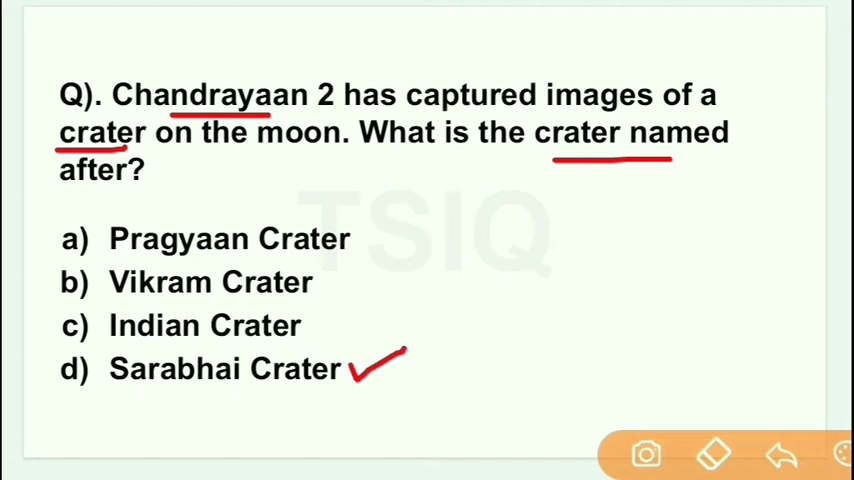 Q). Chandrayaan 2 has captured images of a
crater on the moon. What is the crater named
after?
TSIQ
a) Pragyaan Crater
b) Vikram Crater
c) Indian Crater
d) Sarabhai Crater